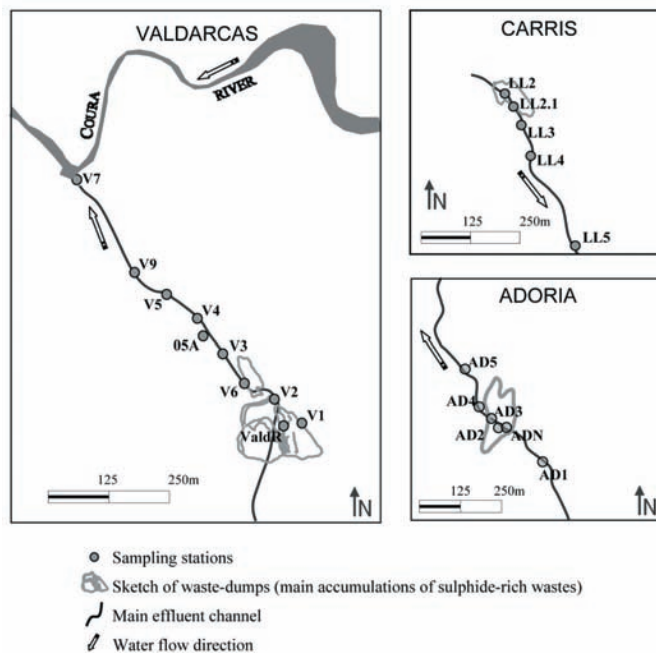 VALDARCAS
COURA
RIVER
V7
V9
V5
V4
05A
V3
V6
V2
V1
ValdR
125
250m
N
CARRIS
LL2
LL2.1
LL3
LL4
LL5
N
125
250m
ADORIA
AD5
AD4
AD3
AD2
ADN
AD1
125
250m
N
Sampling stations
Sketch of waste-dumps (main accumulations of sulphide-rich wastes)
Main effluent channel
Water flow direction